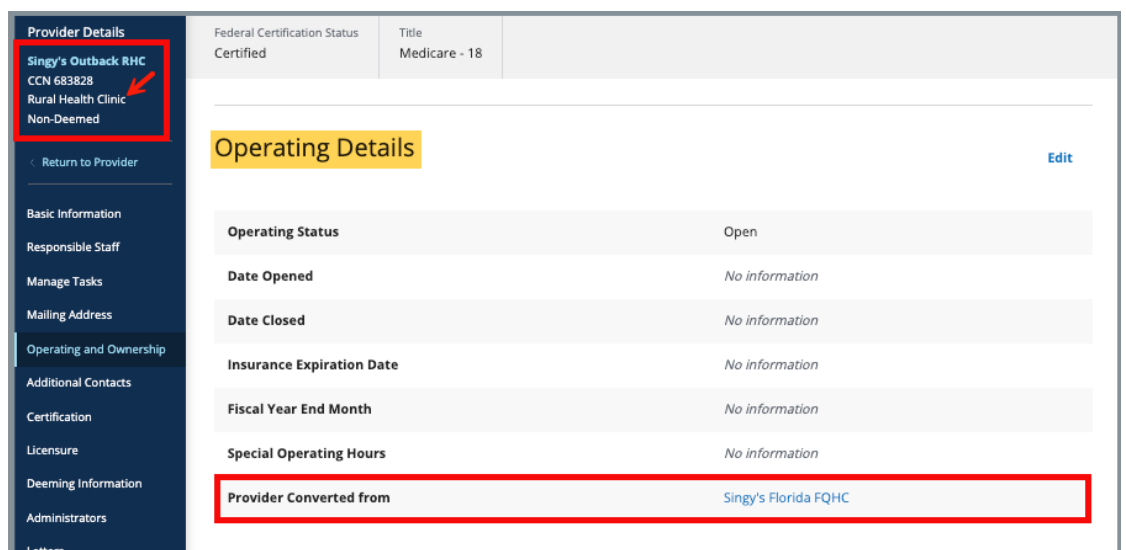 Provider Details
Singy's Outback RHC
CCN 683828
Rural Health Clinic
Non-Deemed
Return to Provider
Basic Information
Responsible Staff
Manage Tasks
Mailing Address
Operating and Ownership
Additional Contacts
Certification
Licensure
Deeming Information
Administrators
Letters
Federal Certification Status
Certified
Title
Medicare - 18
Operating Details
Edit
Operating Status Open
Date Opened No information
Date Closed No information
Insurance Expiration Date No information
Fiscal Year End Month No information
Special Operating Hours No information
Provider Converted from Singy's Florida FQHC